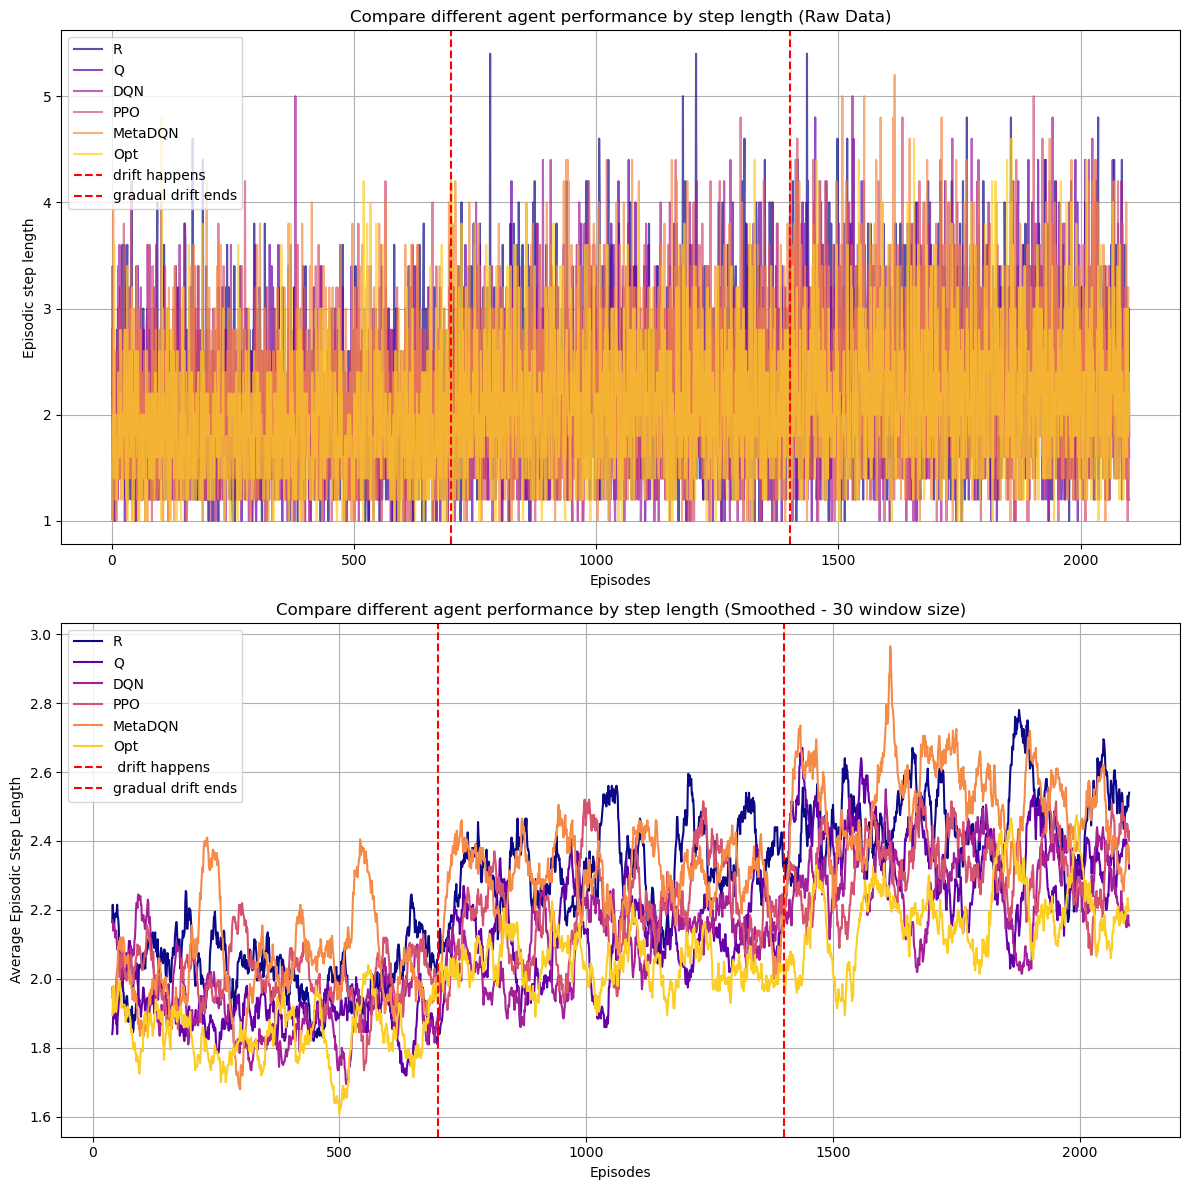 Compare different agent performance by step length (Raw Data)
R
Q
DQN
PPO
MetaDQN
Opt
drift happens
gradual drift ends
Episodic step length
5
4
3
2
1
0
500
1000
1500
2000
Episodes
Compare different agent performance by step length (Smoothed - 30 window size)
R
Q
DQN
PPO
MetaDQN
Opt
drift happens
gradual drift ends
Average Episodic Step Length
3.0
2.8
2.6
2.4
2.2
2.0
1.8
1.6
0
500
1000
1500
2000
Episodes